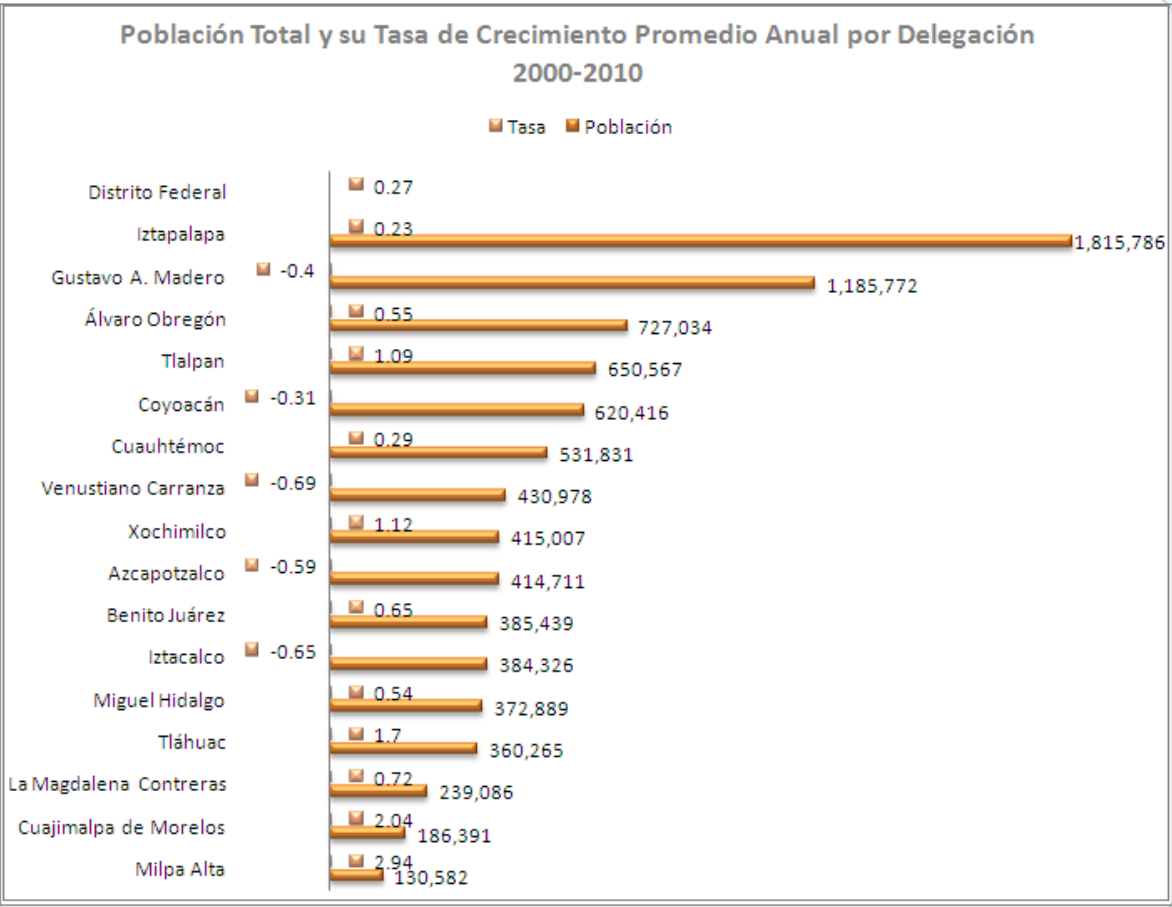 Población Total y su Tasa de Crecimiento Promedio Anual por Delegación
2000-2010
Tasa Población
Distrito Federal 0.27
Iztapalapa 0.23 1,815,786
Gustavo A. Madero -0.4 1,185,772
Álvaro Obregón 0.55 727,034
Tlalpan 1.09 650,567
Coyoacán -0.31 620,416
Cuauhtémoc 0.29 531,831
Venustiano Carranza -0.69 430,978
Xochimilco 1.12 415,007
Azcapotzalco -0.59 414,711
Benito Juárez 0.65 385,439
Iztacalco -0.65 384,326
Miguel Hidalgo 0.54 372,889
Tláhuac 1.7 360,265
La Magdalena Contreras 0.72 239,086
Cuajimalpa de Morelos 2.04 186,391
Milpa Alta 2.94 130,582